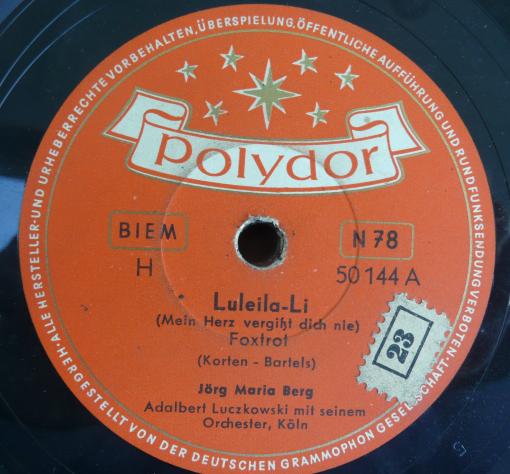 ALLE HERSTELLER-UND URHEBERRECHTE VORBEHALTEN, ÜBERSPIELUNG, ÖFFENTLICHE AUFFÜHRUNG UND RUNDFUNKSENDUNG VERBOTEN
polydor
BIEM
N 78
H
50144 A
Luleila-Li
(Mein Herz vergißt dich nie)
Foxtrot
(Korten - Bartels)
23
Jörg Maria Berg
Adalbert Luczkowski mit seinem
Orchester, Köln
HERGESTELLT VON DER DEUTSCHEN GRAMMOPHON GESELLSCHAFT